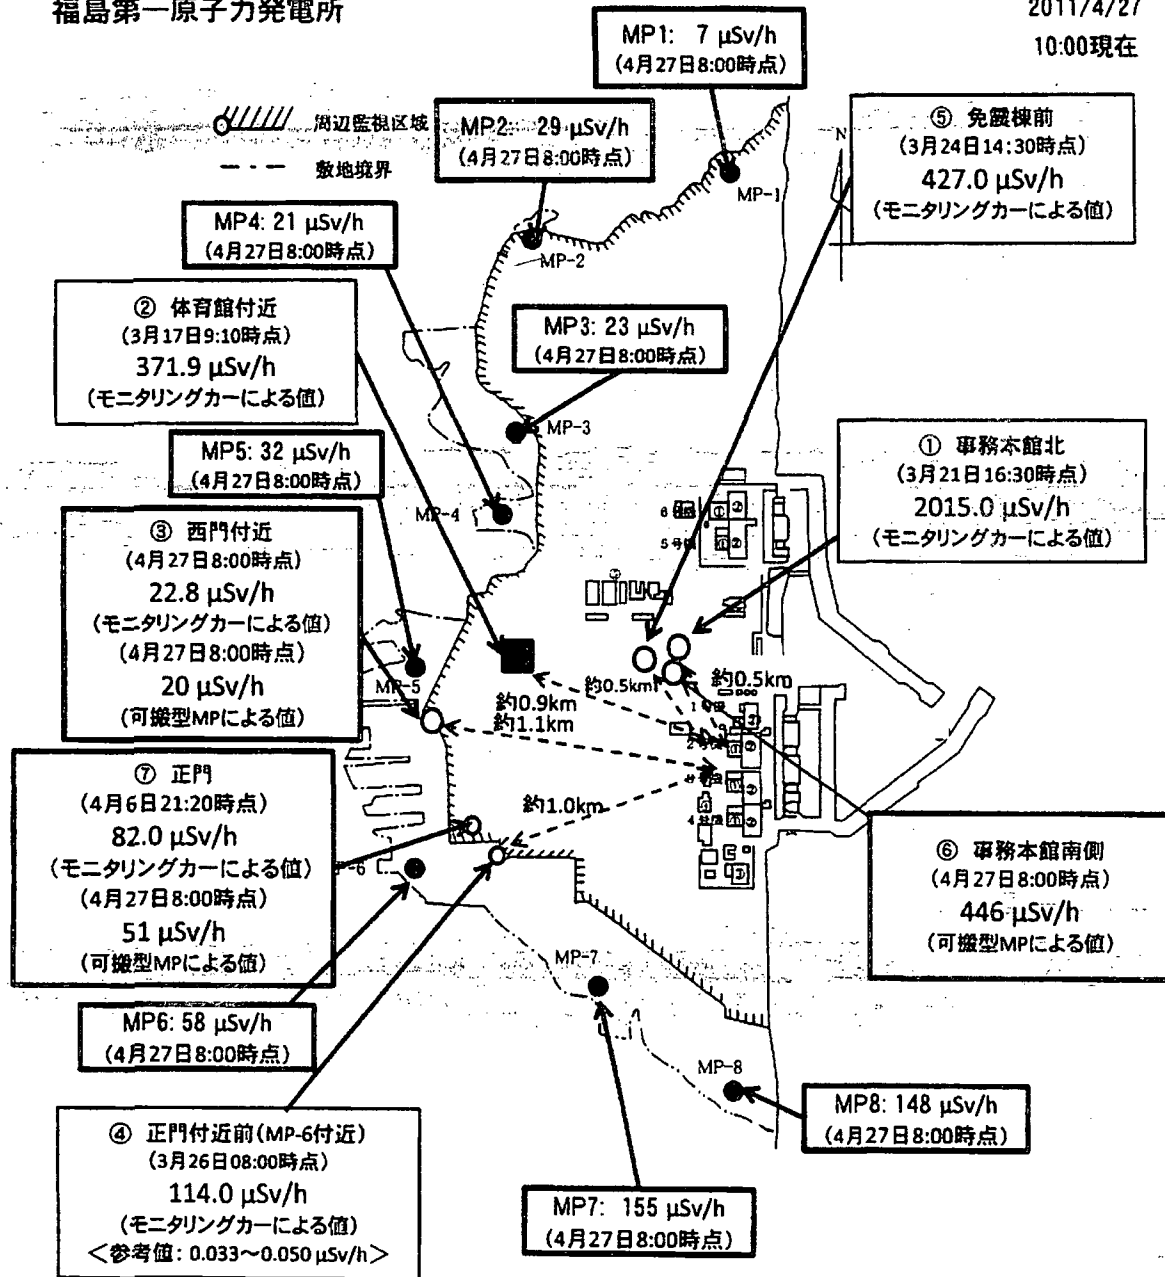 福島第一原子力発電所
2011/4/27
10:00現在
MP1: 7 μSv/h
(4月27日8:00時点)
周辺監視区域
敷地境界
MP2: 29 μSv/h
(4月27日8:00時点)
⑤ 免震棟前
(3月24日14:30時点)
427.0 μSv/h
(モニタリングカーによる値)
N
MP-1
MP4: 21 μSv/h
(4月27日8:00時点)
MP-2
② 体育館付近
(3月17日9:10時点)
371.9 μSv/h
(モニタリングカーによる値)
MP3: 23 μSv/h
(4月27日8:00時点)
MP-3
MP5: 32 μSv/h
(4月27日8:00時点)
① 事務本館北
(3月21日16:30時点)
2015.0 μSv/h
(モニタリングカーによる値)
MP-4
③ 西門付近
(4月27日8:00時点)
22.8 μSv/h
(モニタリングカーによる値)
(4月27日8:00時点)
20 μSv/h
(可搬型MPによる値)
MP-5
約0.5km
約0.5km
約0.9km
約1.1km
⑦ 正門
(4月6日21:20時点)
82.0 μSv/h
(モニタリングカーによる値)
(4月27日8:00時点)
51 μSv/h
(可搬型MPによる値)
約1.0km
⑥ 事務本館南側
(4月27日8:00時点)
446 μSv/h
(可搬型MPによる値)
MP-7
MP6: 58 μSv/h
(4月27日8:00時点)
MP-8
MP8: 148 μSv/h
(4月27日8:00時点)
④ 正門付近前(MP-6付近)
(3月26日08:00時点)
114.0 μSv/h
(モニタリングカーによる値)
＜参考値: 0.033～0.050 μSv/h＞
MP7: 155 μSv/h
(4月27日8:00時点)